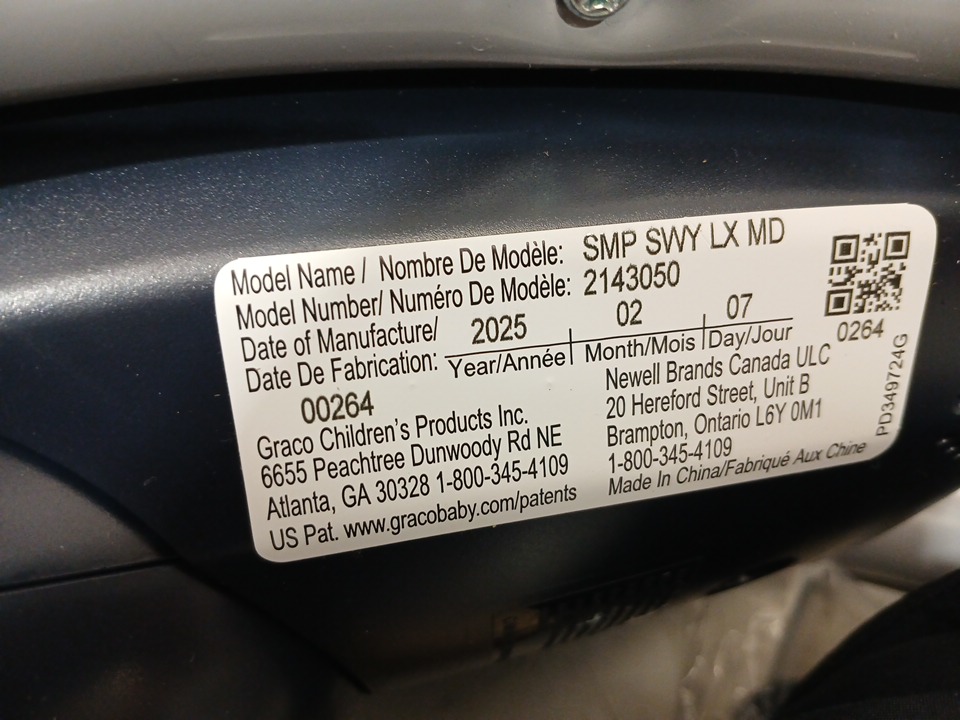 Model Name / Nombre De Modèle: SMP SWY LX MD
Model Number/ Numéro De Modèle: 2143050
Date of Manufacture/
Date De Fabrication: 2025 02 07
Year/Année Month/Mois Day/Jour
0264
00264
Graco Children's Products Inc.
6655 Peachtree Dunwoody Rd NE
Atlanta, GA 30328 1-800-345-4109
US Pat. www.gracobaby.com/patents
Newell Brands Canada ULC
20 Hereford Street, Unit B
Brampton, Ontario L6Y 0M1
1-800-345-4109
Made In China/Fabriqué Aux Chine
PD349724G